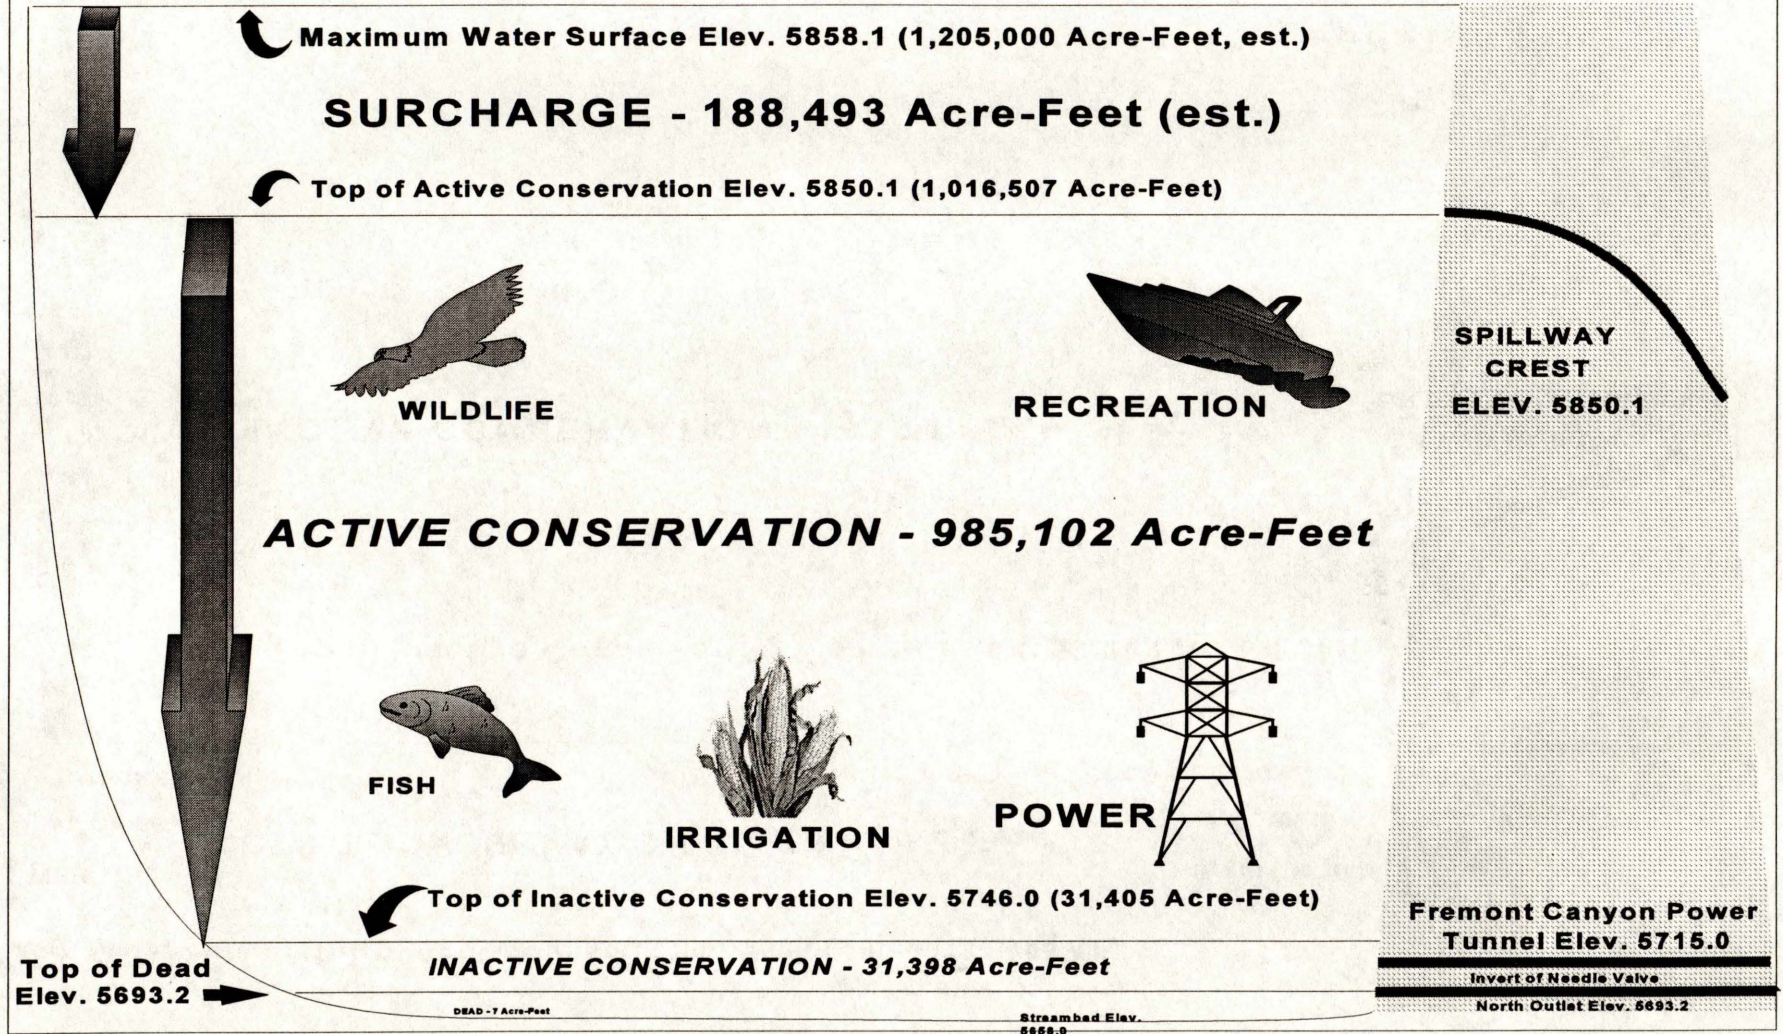 Maximum Water Surface Elev. 5858.1 (1,205,000 Acre-Feet, est.)
SURCHARGE - 188,493 Acre-Feet (est.)
Top of Active Conservation Elev. 5850.1 (1,016,507 Acre-Feet)
SPILLWAY
CREST
ELEV. 5850.1
WILDLIFE
RECREATION
ACTIVE CONSERVATION - 985,102 Acre-Feet
FISH
IRRIGATION
POWER
Top of Inactive Conservation Elev. 5746.0 (31,405 Acre-Feet)
Fremont Canyon Power
Tunnel Elev. 5715.0
INACTIVE CONSERVATION - 31,398 Acre-Feet
Top of Dead
Elev. 5693.2
Invert of Needle Valve
North Outlet Elev. 5693.2
DEAD - 7 Acre-Feet
Streambed Elev.
5658.0